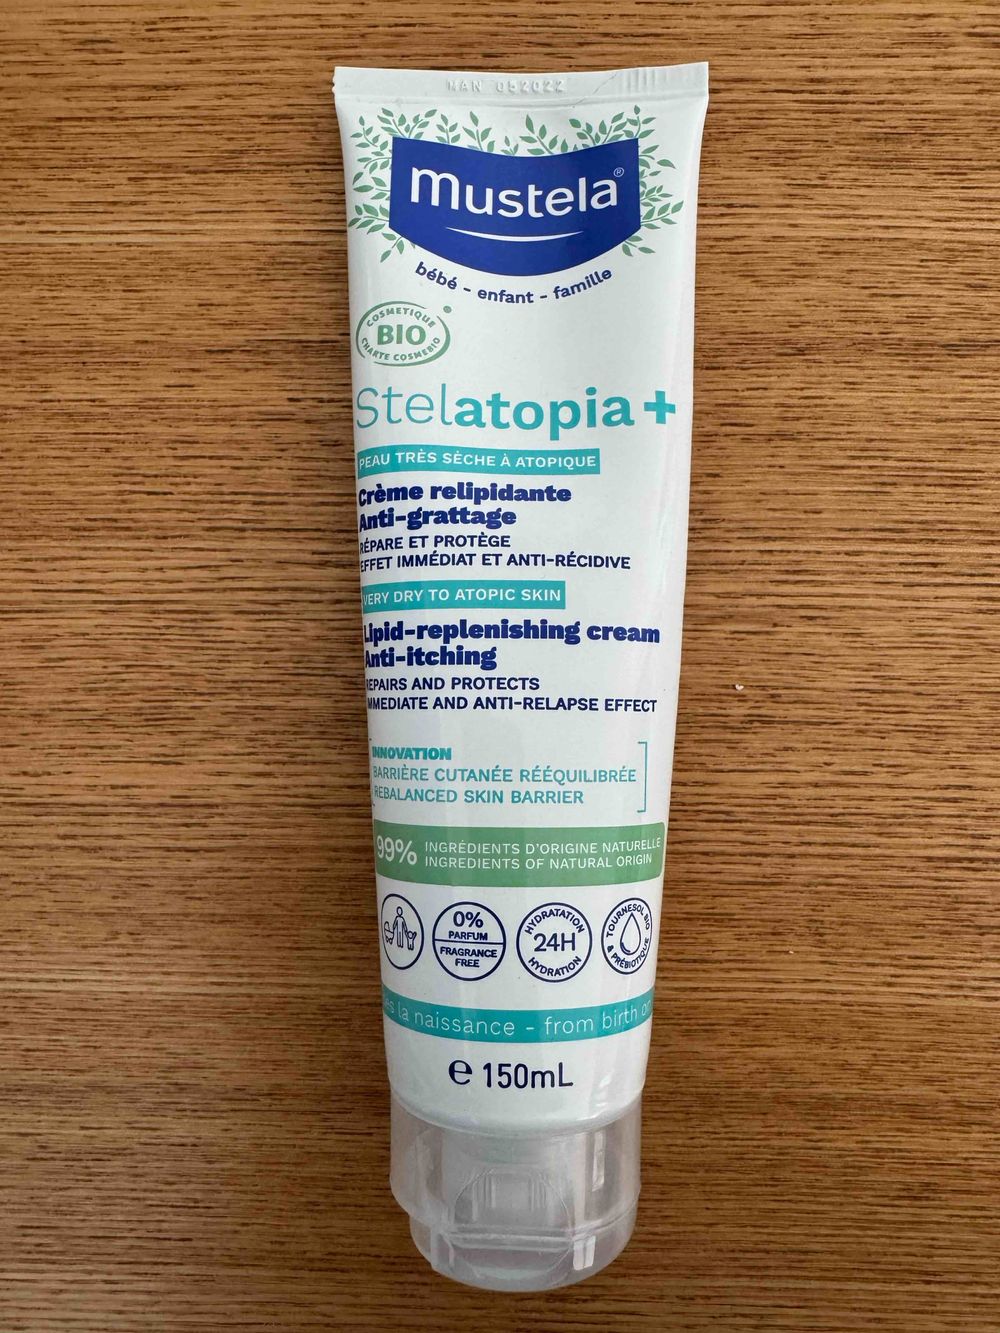 MAN 052022
mustela®
bébé - enfant - famille
COSMETIQUE
BIO
CHARTE COSMEBIO
Stelatopia+
PEAU TRÈS SÈCHE À ATOPIQUE
Crème relipidante
Anti-grattage
RÉPARE ET PROTÈGE
EFFET IMMÉDIAT ET ANTI-RÉCIDIVE
VERY DRY TO ATOPIC SKIN
Lipid-replenishing cream
Anti-itching
REPAIRS AND PROTECTS
IMMEDIATE AND ANTI-RELAPSE EFFECT
INNOVATION
BARRIÈRE CUTANÉE RÉÉQUILIBRÉE
REBALANCED SKIN BARRIER
99% INGRÉDIENTS D'ORIGINE NATURELLE
INGREDIENTS OF NATURAL ORIGIN
0%
PARFUM
FRAGRANCE
FREE
HYDRATATION
24H
HYDRATION
TOURNESOL BIO
& PRÉBIOTIQUE
Dès la naissance - from birth on
e 150mL